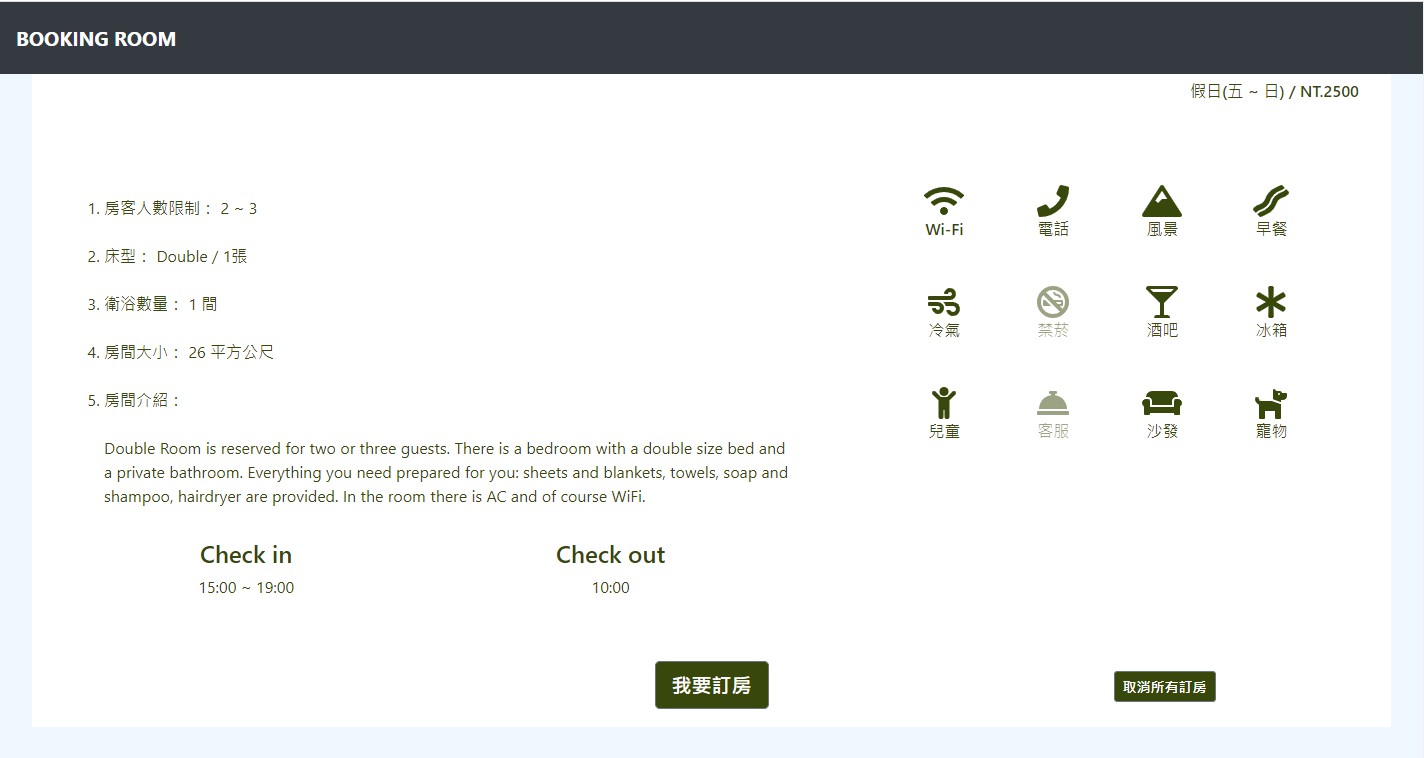 BOOKING ROOM
假日(五 ~ 日) / NT.2500
1. 房客人數限制： 2 ~ 3
2. 床型： Double / 1張
3. 衛浴數量： 1 間
4. 房間大小： 26 平方公尺
5. 房間介紹：
Double Room is reserved for two or three guests. There is a bedroom with a double size bed and
a private bathroom. Everything you need prepared for you: sheets and blankets, towels, soap and
shampoo, hairdryer are provided. In the room there is AC and of course WiFi.
Check in Check out
15:00 ~ 19:00 10:00
Wi-Fi 電話 風景 早餐
冷氣 禁菸 酒吧 冰箱
兒童 客服 沙發 寵物
我要訂房 取消所有訂房